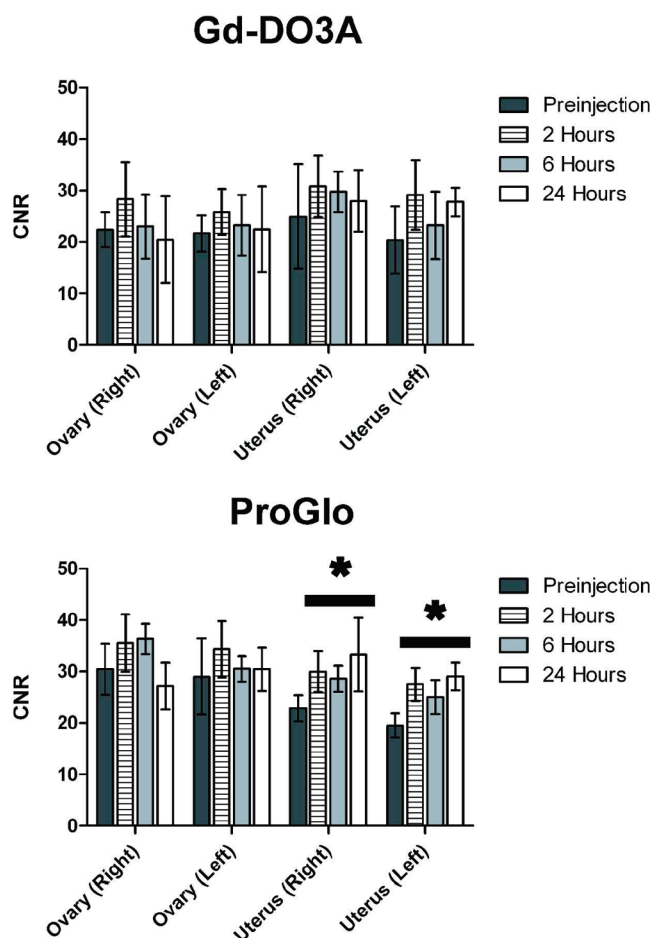 Gd-DO3A
50
40
30
20
10
0
CNR
Preinjection
2 Hours
6 Hours
24 Hours
Ovary (Right)
Ovary (Left)
Uterus (Right)
Uterus (Left)
ProGlo
50
40
30
20
10
0
CNR
*
*
Preinjection
2 Hours
6 Hours
24 Hours
Ovary (Right)
Ovary (Left)
Uterus (Right)
Uterus (Left)